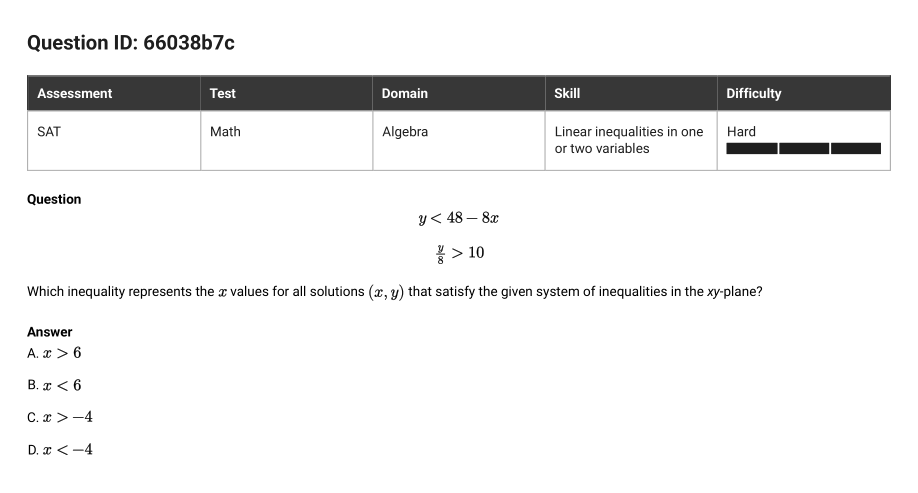 Question ID: 66038b7c
Assessment Test Domain Skill Difficulty
SAT Math Algebra Linear inequalities in one or two variables Hard
Question
y < 48 − 8x
y/8 > 10
Which inequality represents the x values for all solutions (x, y) that satisfy the given system of inequalities in the xy-plane?
Answer
A. x > 6
B. x < 6
C. x > −4
D. x < −4